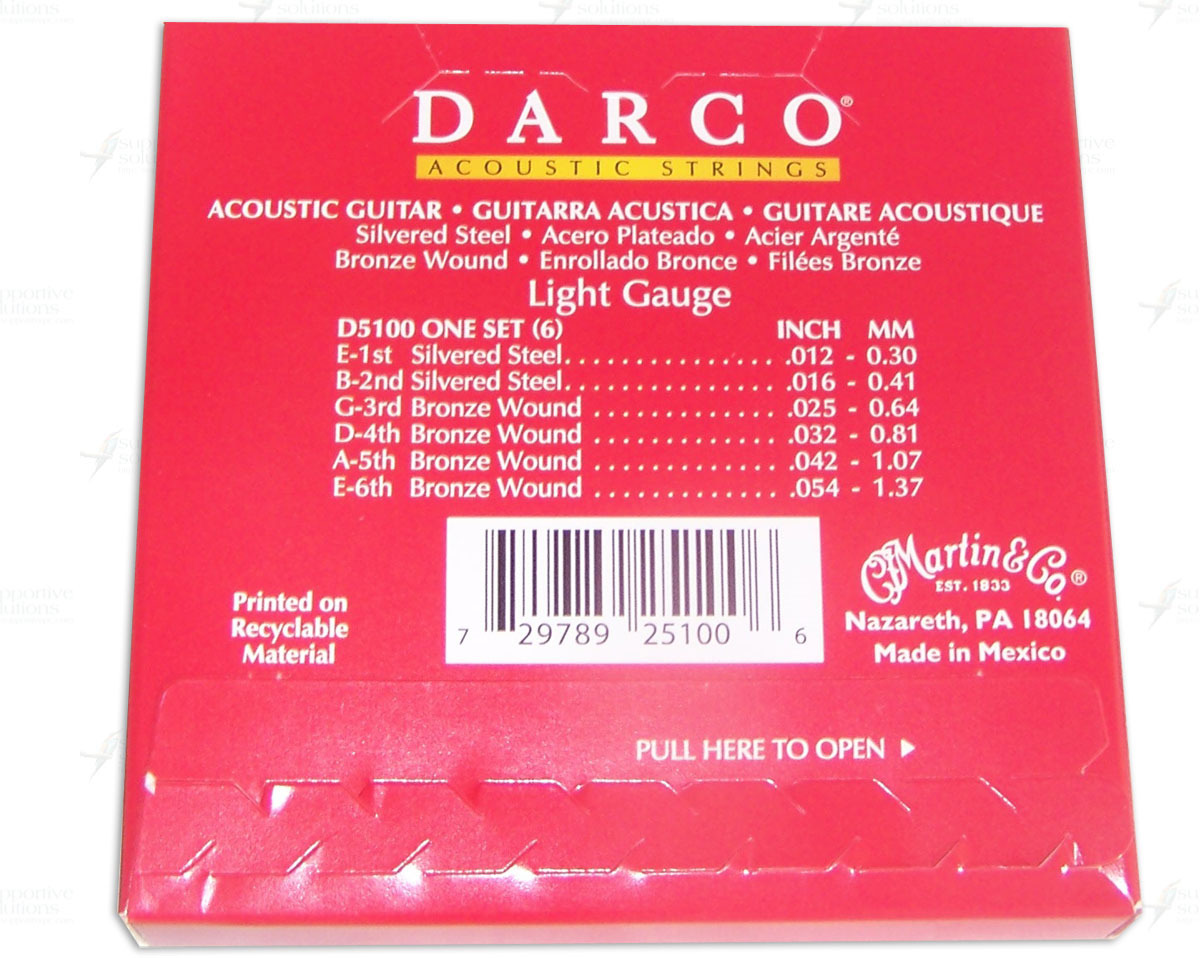 DARCO®
ACOUSTIC STRINGS
ACOUSTIC GUITAR • GUITARRA ACUSTICA • GUITARE ACOUSTIQUE
Silvered Steel • Acero Plateado • Acier Argenté
Bronze Wound • Enrollado Bronce • Filées Bronze
Light Gauge
D5100 ONE SET (6) INCH MM
E-1st Silvered Steel. . . . . . . . . . . . . . . . .012 - 0.30
B-2nd Silvered Steel. . . . . . . . . . . . . . . . .016 - 0.41
G-3rd Bronze Wound . . . . . . . . . . . . . . .025 - 0.64
D-4th Bronze Wound . . . . . . . . . . . . . . .032 - 0.81
A-5th Bronze Wound . . . . . . . . . . . . . . .042 - 1.07
E-6th Bronze Wound . . . . . . . . . . . . . . .054 - 1.37
7 29789 25100 6
Martin & Co.®
EST. 1833
Nazareth, PA 18064
Made in Mexico
Printed on
Recyclable
Material
PULL HERE TO OPEN ▶
supportive
solutions